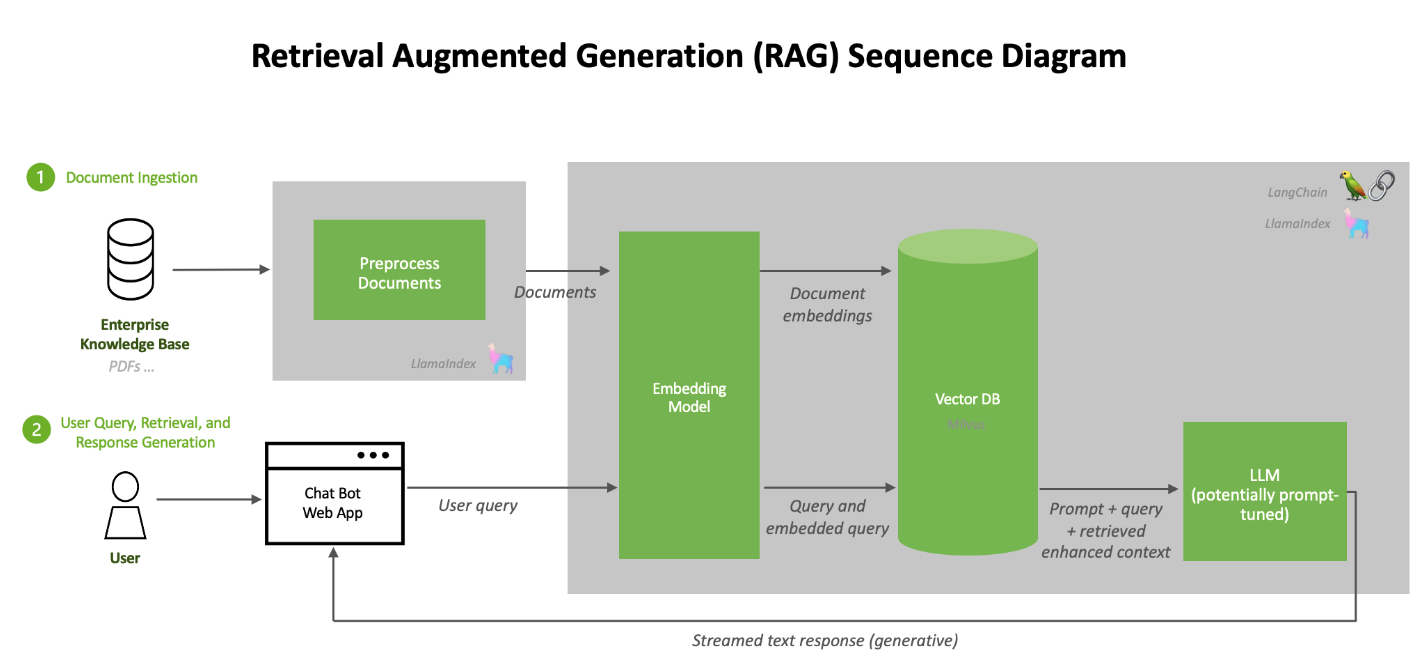 Retrieval Augmented Generation (RAG) Sequence Diagram
1
Document Ingestion
Enterprise
Knowledge Base
PDFs ...
Preprocess
Documents
LlamaIndex
Documents
LangChain
LlamaIndex
Embedding
Model
Document
embeddings
Vector DB
Milvus
2
User Query, Retrieval, and
Response Generation
User
Chat Bot
Web App
User query
Query and
embedded query
Prompt + query
+ retrieved
enhanced context
LLM
(potentially prompt-
tuned)
Streamed text response (generative)